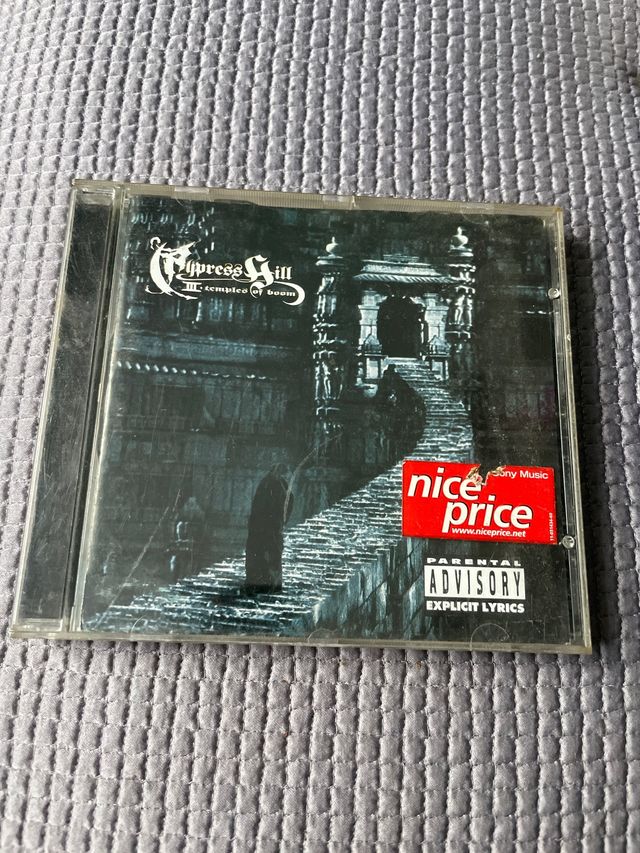 Cypress Hill
III • temples of boom
Sony Music
nice
price
www.niceprice.net
PARENTAL
ADVISORY
EXPLICIT LYRICS